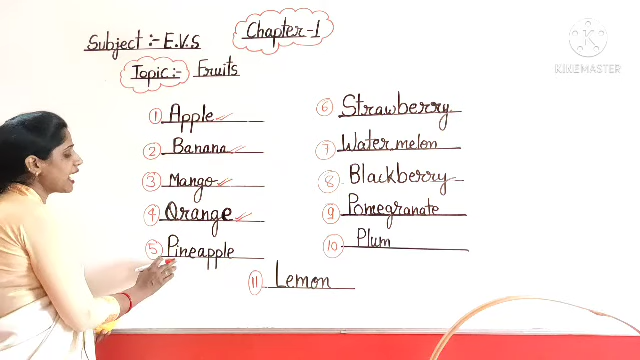 Chapter-1
Subject :- E.V.S
Topic :- Fruits
① Apple
② Banana
③ Mango
④ Orange
⑤ Pineapple
⑥ Strawberry
⑦ Water melon
⑧ Blackberry
⑨ Pomegranate
⑩ Plum
⑪ Lemon
KINEMASTER